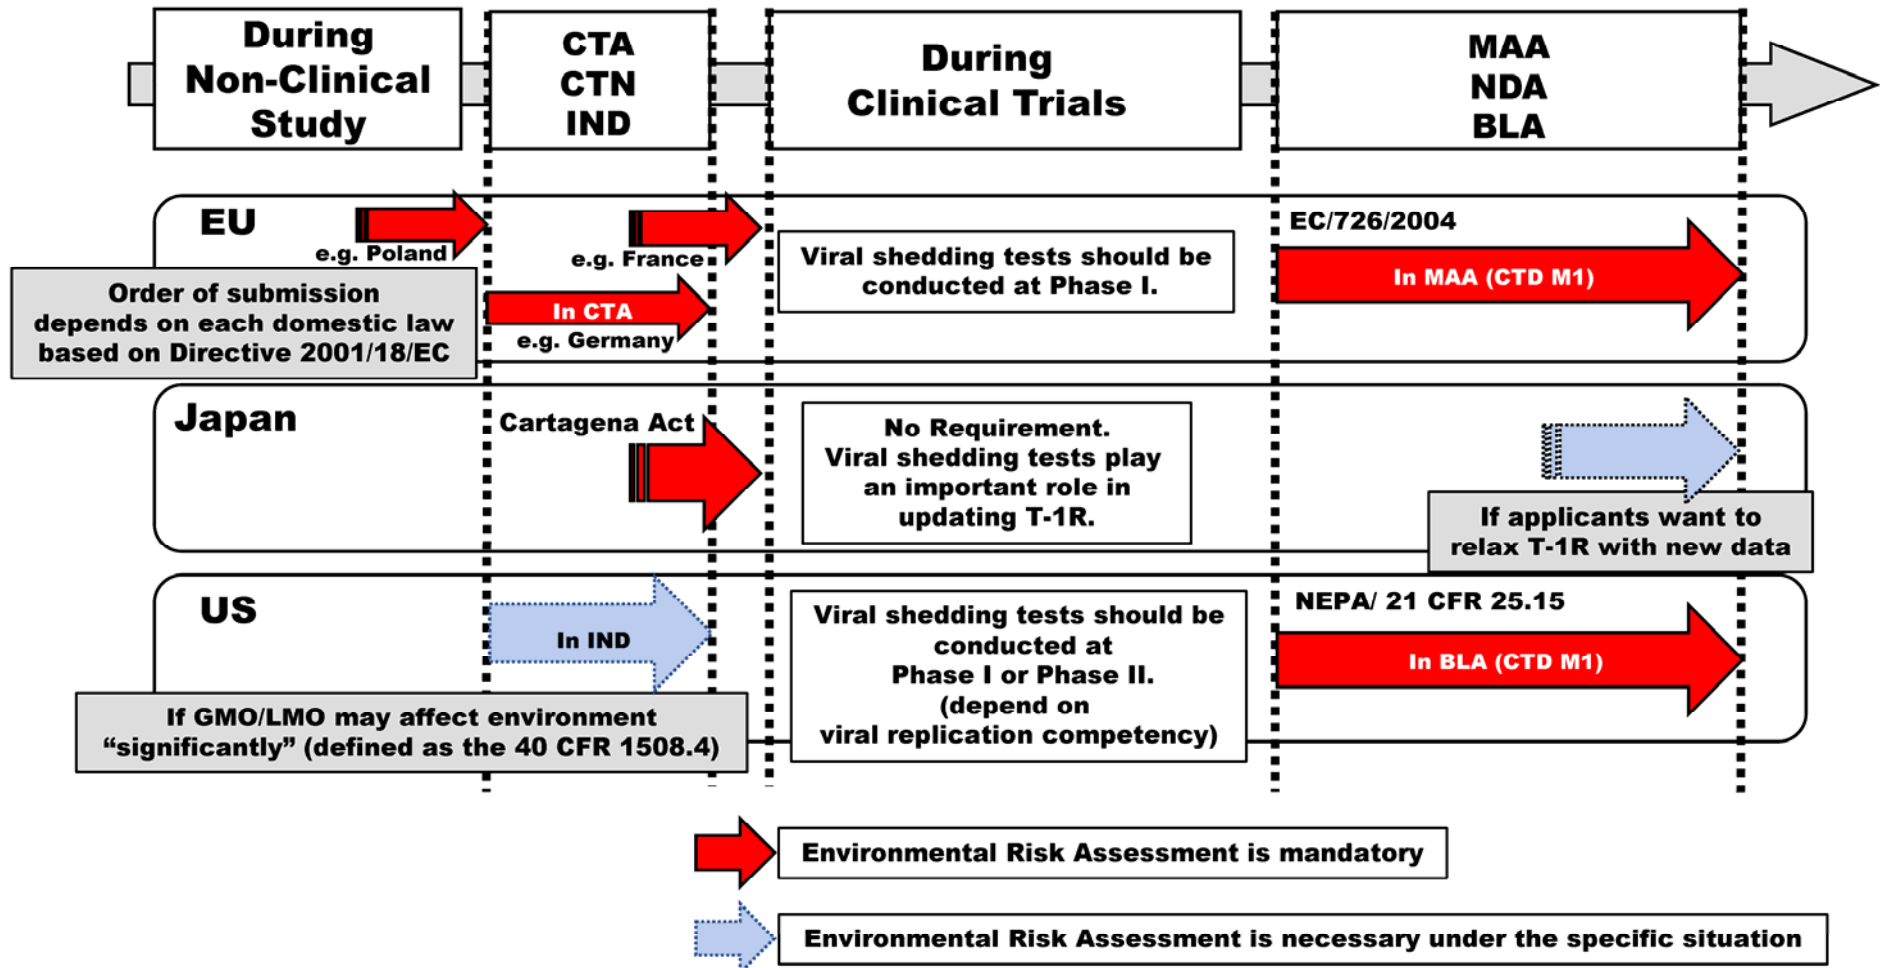 During
Non-Clinical
Study
CTA
CTN
IND
During
Clinical Trials
MAA
NDA
BLA
EU
e.g. Poland
e.g. France
In CTA
e.g. Germany
Order of submission
depends on each domestic law
based on Directive 2001/18/EC
Viral shedding tests should be
conducted at Phase I.
EC/726/2004
In MAA (CTD M1)
Japan
Cartagena Act
No Requirement.
Viral shedding tests play
an important role in
updating T-1R.
If applicants want to
relax T-1R with new data
US
In IND
If GMO/LMO may affect environment
“significantly” (defined as the 40 CFR 1508.4)
Viral shedding tests should be
conducted at
Phase I or Phase II.
(depend on
viral replication competency)
NEPA/ 21 CFR 25.15
In BLA (CTD M1)
Environmental Risk Assessment is mandatory
Environmental Risk Assessment is necessary under the specific situation